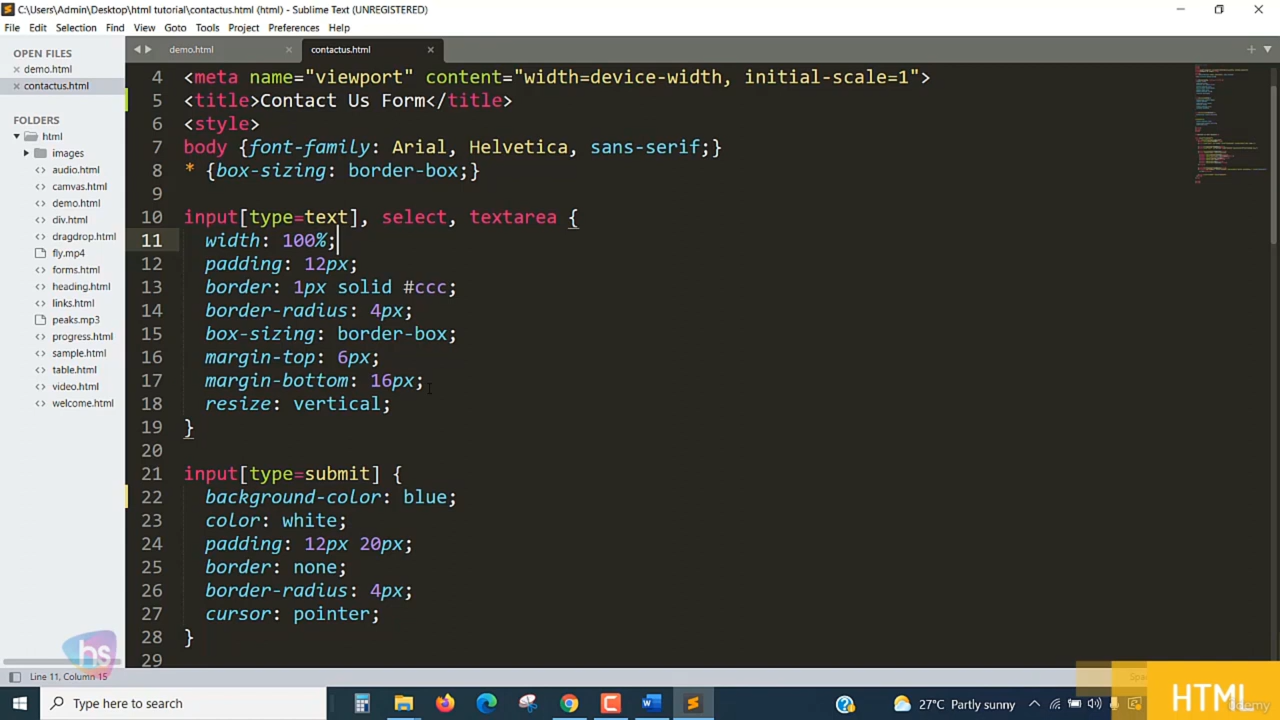 C:\Users\Admin\Desktop\html tutorial\contactus.html (html) - Sublime Text (UNREGISTERED)
File Edit Selection Find View Goto Tools Project Preferences Help
OPEN FILES
demo.html
contactus.html
FOLDERS
html
images
audio.html
camvas.html
demo.html
div.html
dragdrop.html
fly.mp4
forms.html
heading.html
links.html
peaks.mp3
progress.html
sample.html
table.html
video.html
welcome.html
demo.html contactus.html
4 <meta name="viewport" content="width=device-width, initial-scale=1">
5 <title>Contact Us Form</title>
6 <style>
7 body {font-family: Arial, Helvetica, sans-serif;}
8 * {box-sizing: border-box;}
9
10 input[type=text], select, textarea {
11 width: 100%;
12 padding: 12px;
13 border: 1px solid #ccc;
14 border-radius: 4px;
15 box-sizing: border-box;
16 margin-top: 6px;
17 margin-bottom: 16px;
18 resize: vertical;
19 }
20
21 input[type=submit] {
22 background-color: blue;
23 color: white;
24 padding: 12px 20px;
25 border: none;
26 border-radius: 4px;
27 cursor: pointer;
28 }
29
hs
Line 11, Column 15
Type here to search
27°C Partly sunny
HTML
Udemy